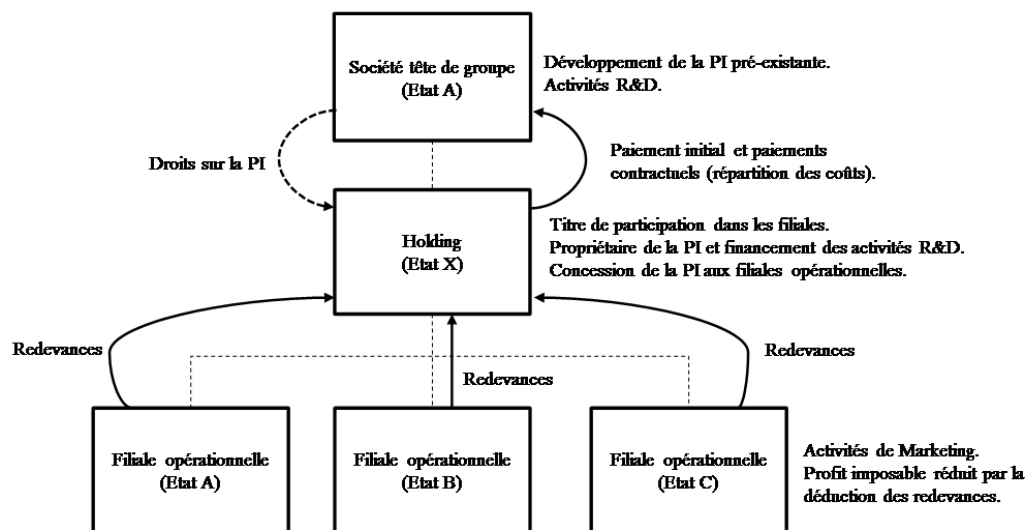 Société tête de groupe
(Etat A)
Développement de la PI pré-existante.
Activités R&D.
Droits sur la PI
Paiement initial et paiements
contractuels (répartition des coûts).
Holding
(Etat X)
Titre de participation dans les filiales.
Propriétaire de la PI et financement des activités R&D.
Concession de la PI aux filiales opérationnelles.
Redevances
Redevances
Redevances
Filiale opérationnelle
(Etat A)
Filiale opérationnelle
(Etat B)
Filiale opérationnelle
(Etat C)
Activités de Marketing.
Profit imposable réduit par la
déduction des redevances.